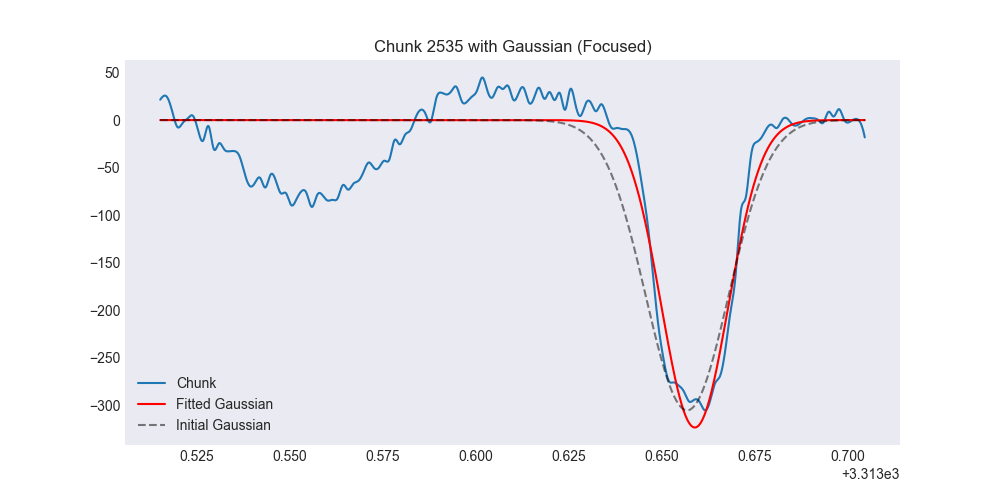 Chunk 2535 with Gaussian (Focused)
50
0
−50
−100
−150
−200
−250
−300
Chunk
Fitted Gaussian
Initial Gaussian
0.525 0.550 0.575 0.600 0.625 0.650 0.675 0.700
+3.313e3